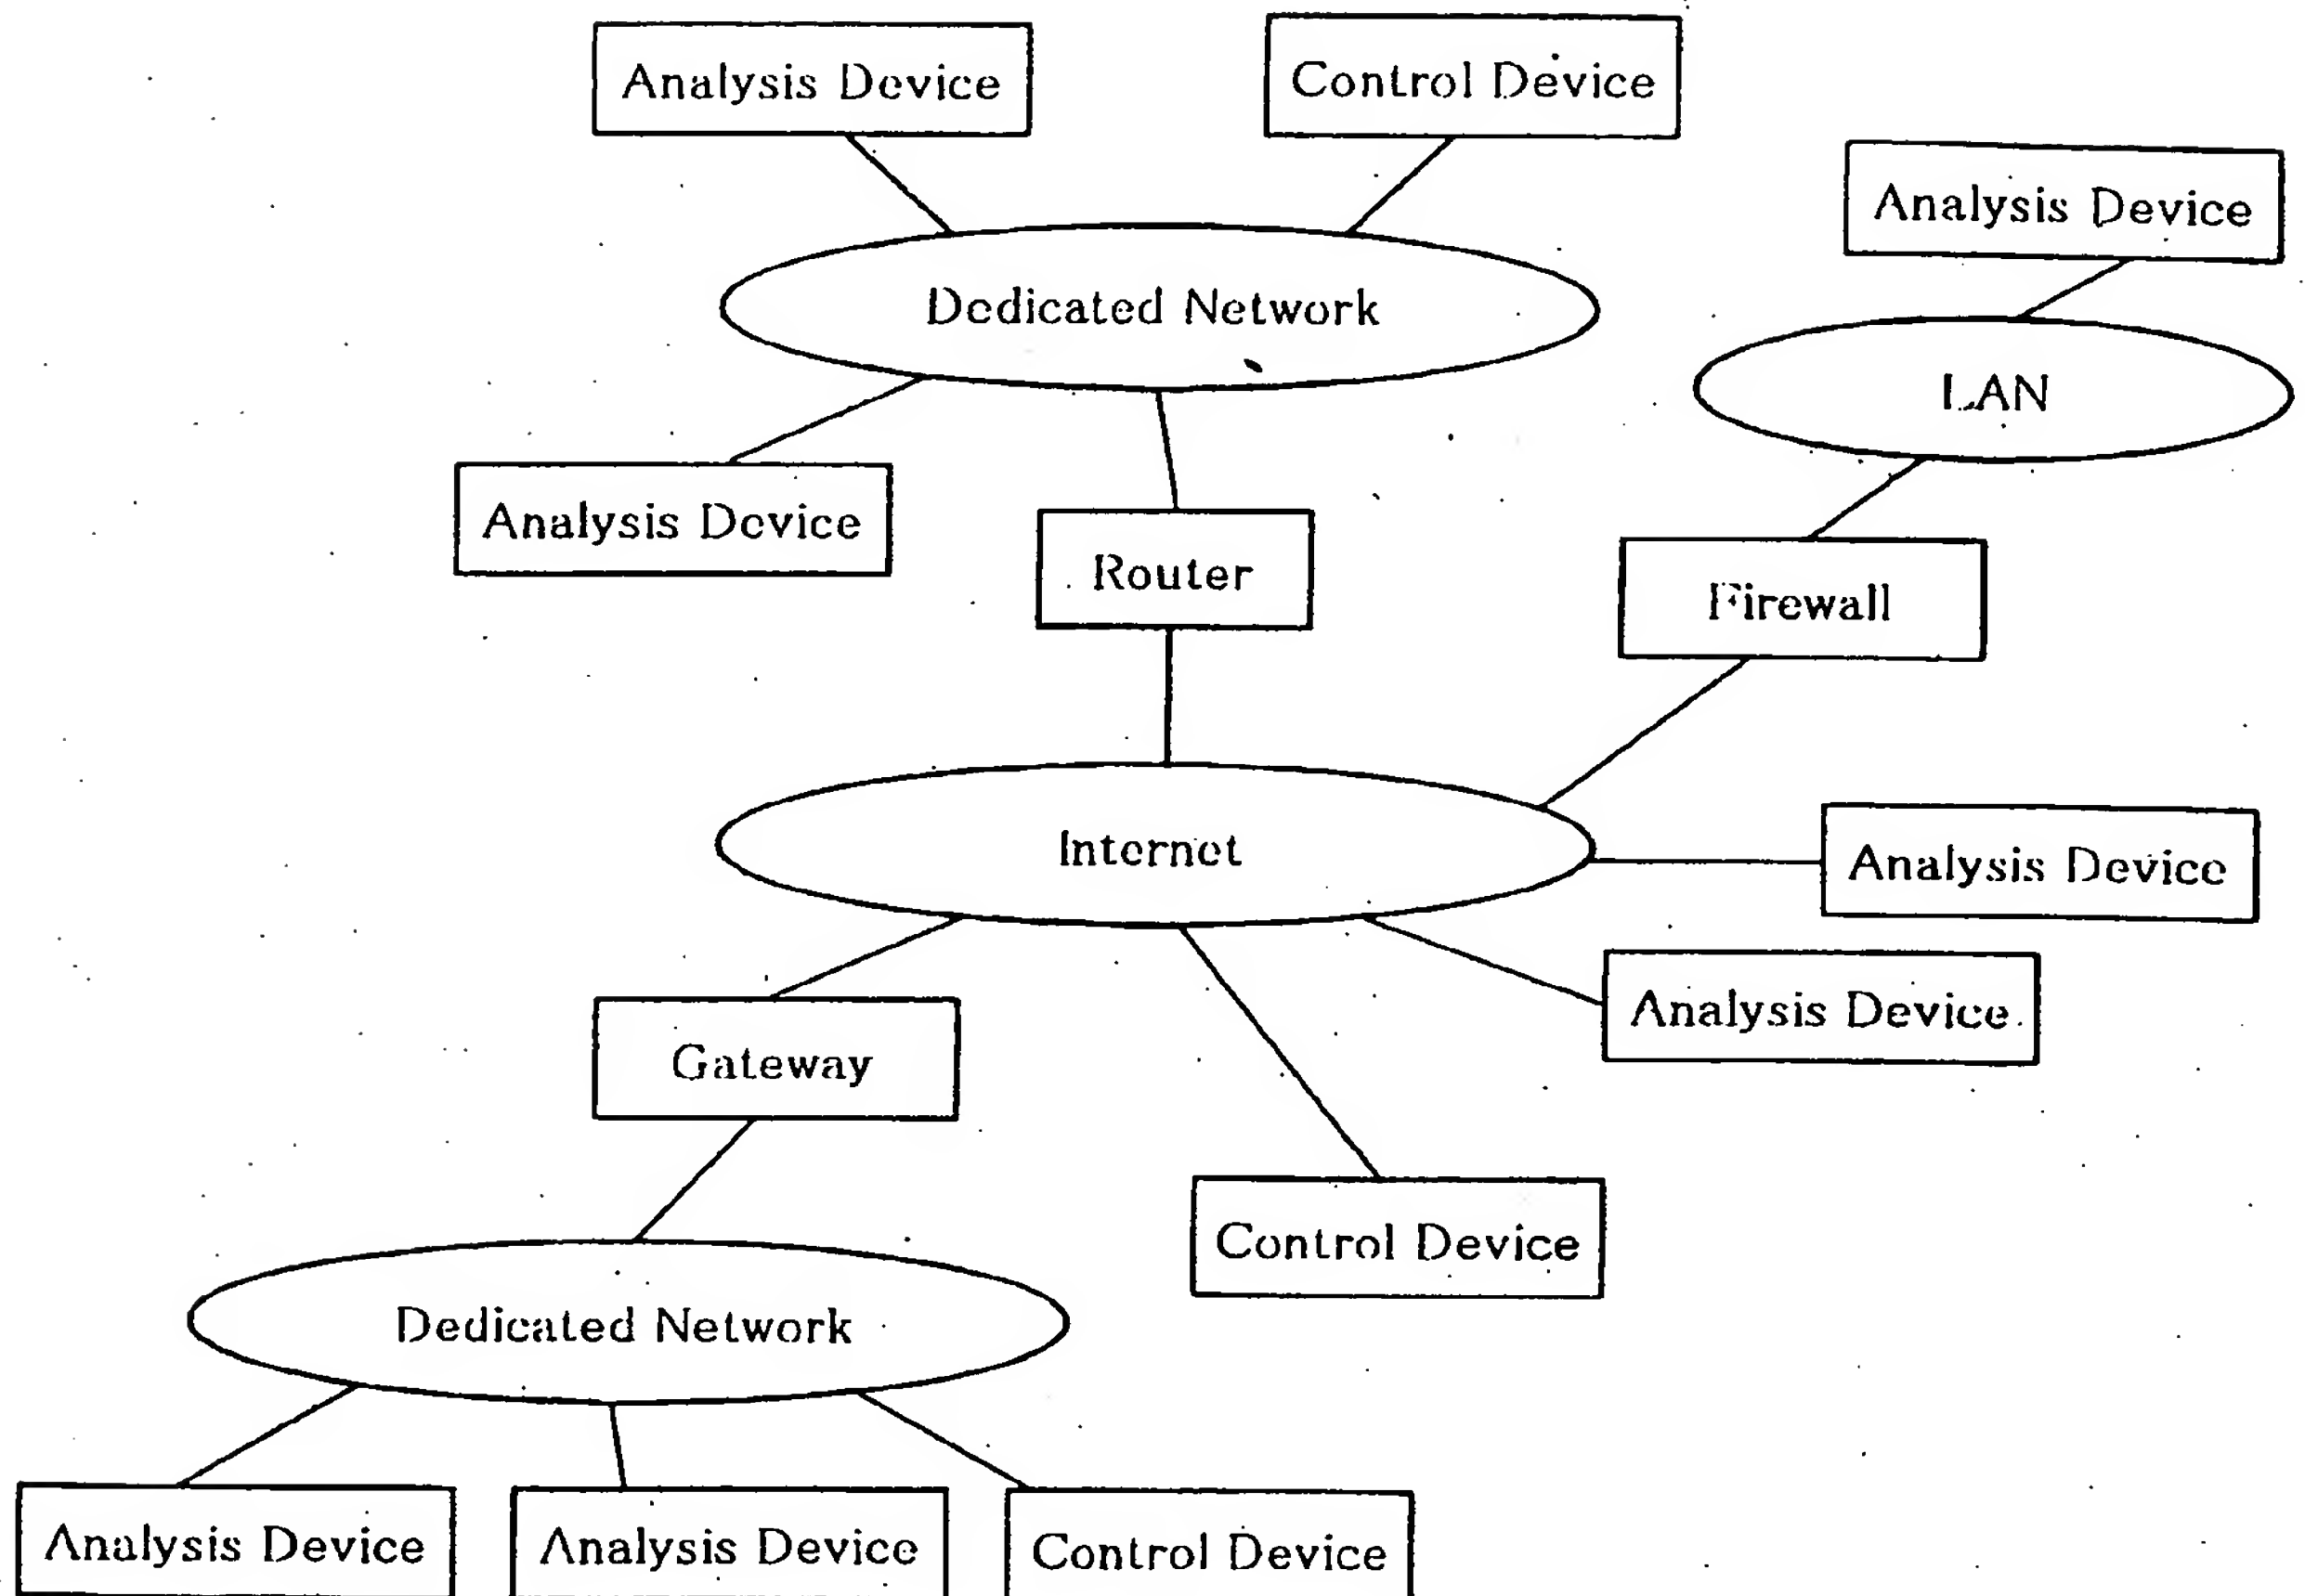 Analysis Device
Control Device
Analysis Device
Dedicated Network
LAN
Analysis Device
Router
Firewall
Internet
Analysis Device
Analysis Device
Gateway
Control Device
Dedicated Network
Analysis Device
Analysis Device
Control Device